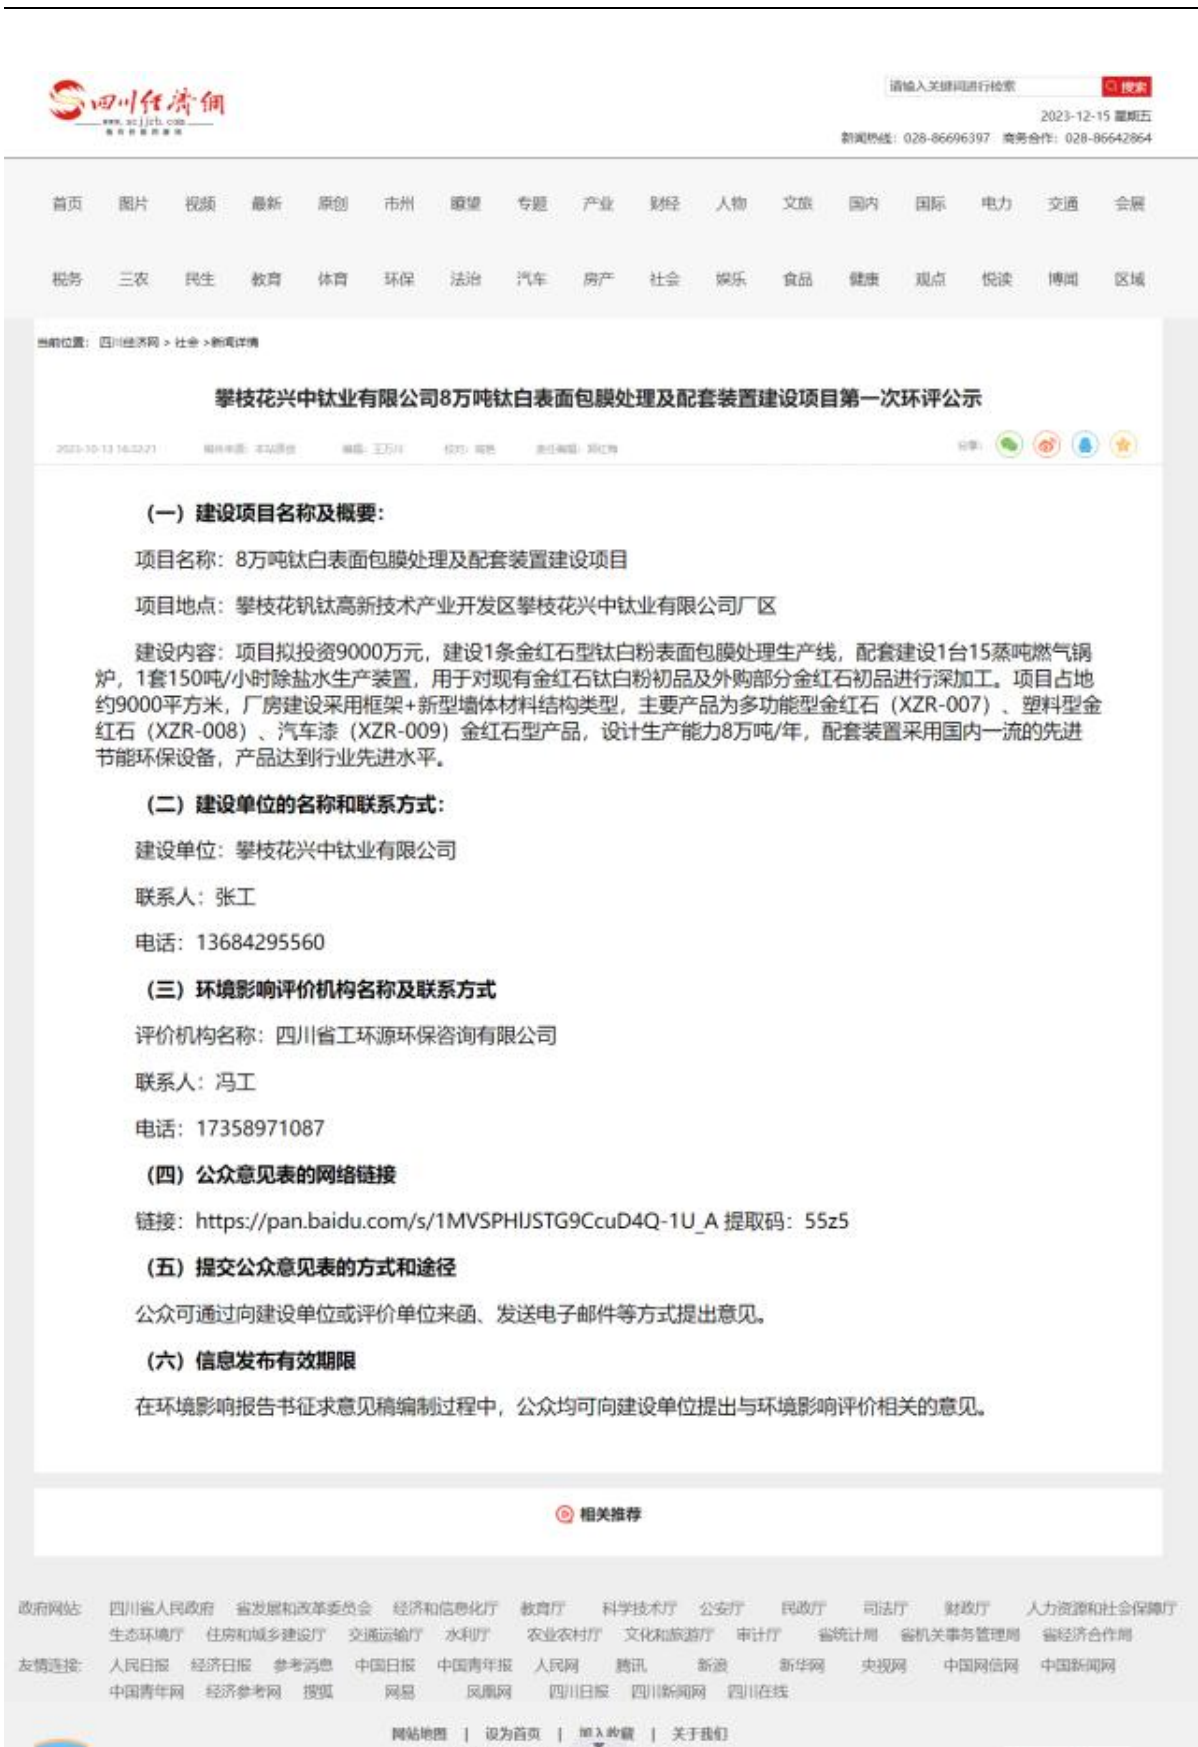 四川经济网
www.scjjrb.com
请输入关键词进行检索
搜索
2023-12-15 星期五
新闻热线：028-86696397 商务合作：028-86642864
首页 图片 视频 最新 原创 市州 瞭望 专题 产业 财经 人物 文旅 国内 国际 电力 交通 会展
税务 三农 民生 教育 体育 环保 法治 汽车 房产 社会 娱乐 食品 健康 观点 悦读 博闻 区域
当前位置： 四川经济网 > 社会 >新闻详情
攀枝花兴中钛业有限公司8万吨钛白表面包膜处理及配套装置建设项目第一次环评公示
2023-10-13 16:32:21 稿件来源：本站原创 编辑：王万川 校对： 责任编辑：
分享：
（一）建设项目名称及概要：
项目名称：8万吨钛白表面包膜处理及配套装置建设项目
项目地点：攀枝花钒钛高新技术产业开发区攀枝花兴中钛业有限公司厂区
建设内容：项目拟投资9000万元，建设1条金红石型钛白粉表面包膜处理生产线，配套建设1台15蒸吨燃气锅
炉，1套150吨/小时除盐水生产装置，用于对现有金红石钛白粉初品及外购部分金红石初品进行深加工。项目占地
约9000平方米，厂房建设采用框架+新型墙体材料结构类型，主要产品为多功能型金红石（XZR-007）、塑料型金
红石（XZR-008）、汽车漆（XZR-009）金红石型产品，设计生产能力8万吨/年，配套装置采用国内一流的先进
节能环保设备，产品达到行业先进水平。
（二）建设单位的名称和联系方式：
建设单位：攀枝花兴中钛业有限公司
联系人：张工
电话：13684295560
（三）环境影响评价机构名称及联系方式
评价机构名称：四川省工环源环保咨询有限公司
联系人：冯工
电话：17358971087
（四）公众意见表的网络链接
链接：https://pan.baidu.com/s/1MVSPHlJSTG9CcuD4Q-1U_A 提取码：55z5
（五）提交公众意见表的方式和途径
公众可通过向建设单位或评价单位来函、发送电子邮件等方式提出意见。
（六）信息发布有效期限
在环境影响报告书征求意见稿编制过程中，公众均可向建设单位提出与环境影响评价相关的意见。
相关推荐
政府网站: 四川省人民政府 省发展和改革委员会 经济和信息化厅 教育厅 科学技术厅 公安厅 民政厅 司法厅 财政厅 人力资源和社会保障厅
生态环境厅 住房和城乡建设厅 交通运输厅 水利厅 农业农村厅 文化和旅游厅 审计厅 省统计局 省机关事务管理局 省经济合作局
友情连接: 人民日报 经济日报 参考消息 中国日报 中国青年报 人民网 腾讯 新浪 新华网 央视网 中国网信网 中国新闻网
中国青年网 经济参考网 搜狐 网易 凤凰网 四川日报 四川新闻网 四川在线
网站地图 | 设为首页 | 加入收藏 | 关于我们